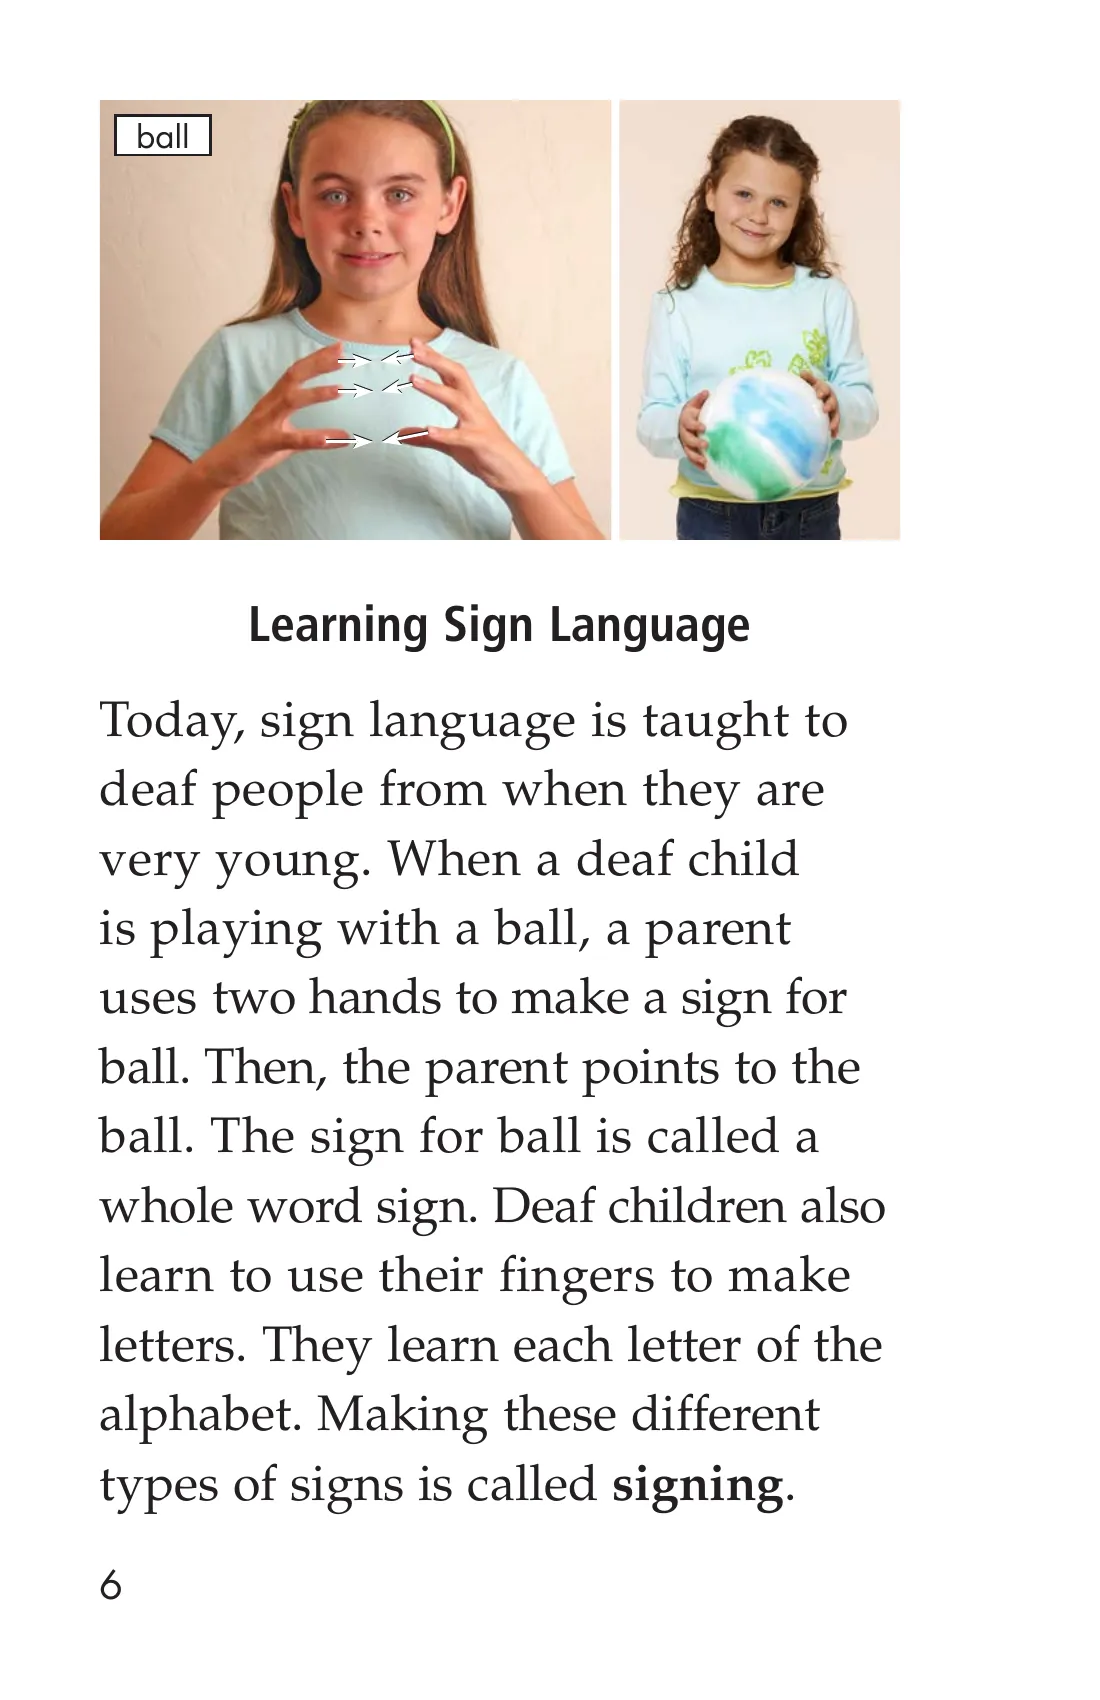 ball
Learning Sign Language
Today, sign language is taught to
deaf people from when they are
very young. When a deaf child
is playing with a ball, a parent
uses two hands to make a sign for
ball. Then, the parent points to the
ball. The sign for ball is called a
whole word sign. Deaf children also
learn to use their fingers to make
letters. They learn each letter of the
alphabet. Making these different
types of signs is called signing.
6